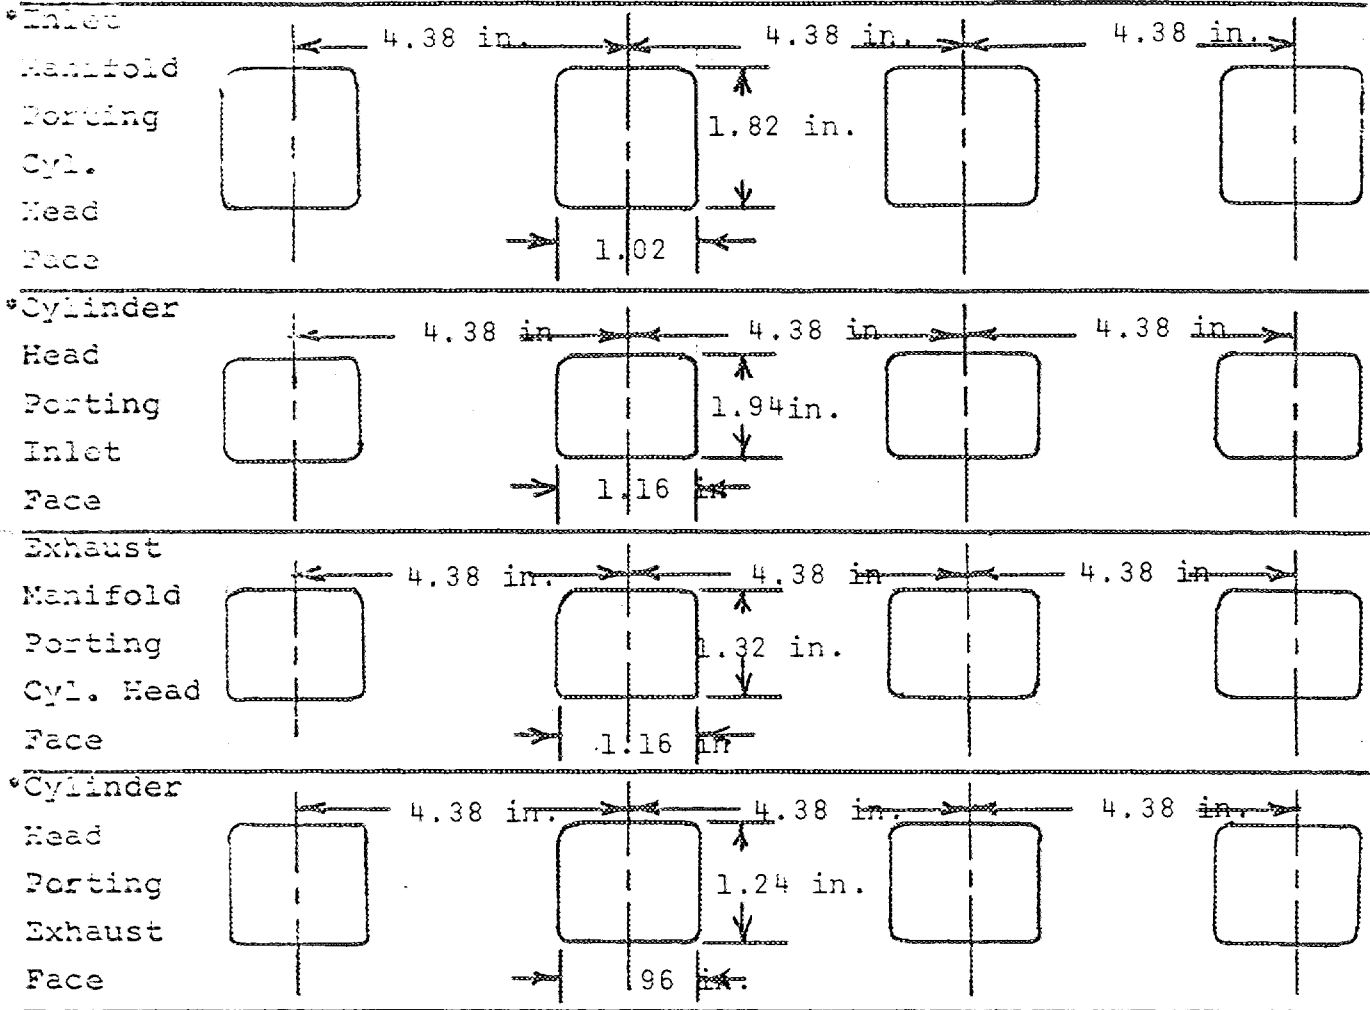 *Inlet 4.38 in. 4.38 in. 4.38 in.
Manifold
Porting 1.82 in.
Cyl.
Head
Face 1.02
*Cylinder 4.38 in 4.38 in 4.38 in
Head
Porting 1.94in.
Inlet
Face 1.16 in.
Exhaust 4.38 in. 4.38 in 4.38 in
Manifold
Porting 1.32 in.
Cyl. Head
Face 1.16 in
*Cylinder 4.38 in. 4.38 in. 4.38 in.
Head
Porting 1.24 in.
Exhaust
Face 96 in.